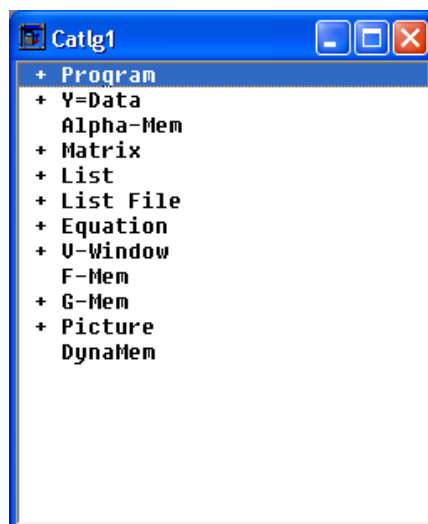 Catlg1
+ Program
+ Y=Data
Alpha-Mem
+ Matrix
+ List
+ List File
+ Equation
+ V-Window
F-Mem
+ G-Mem
+ Picture
DynaMem